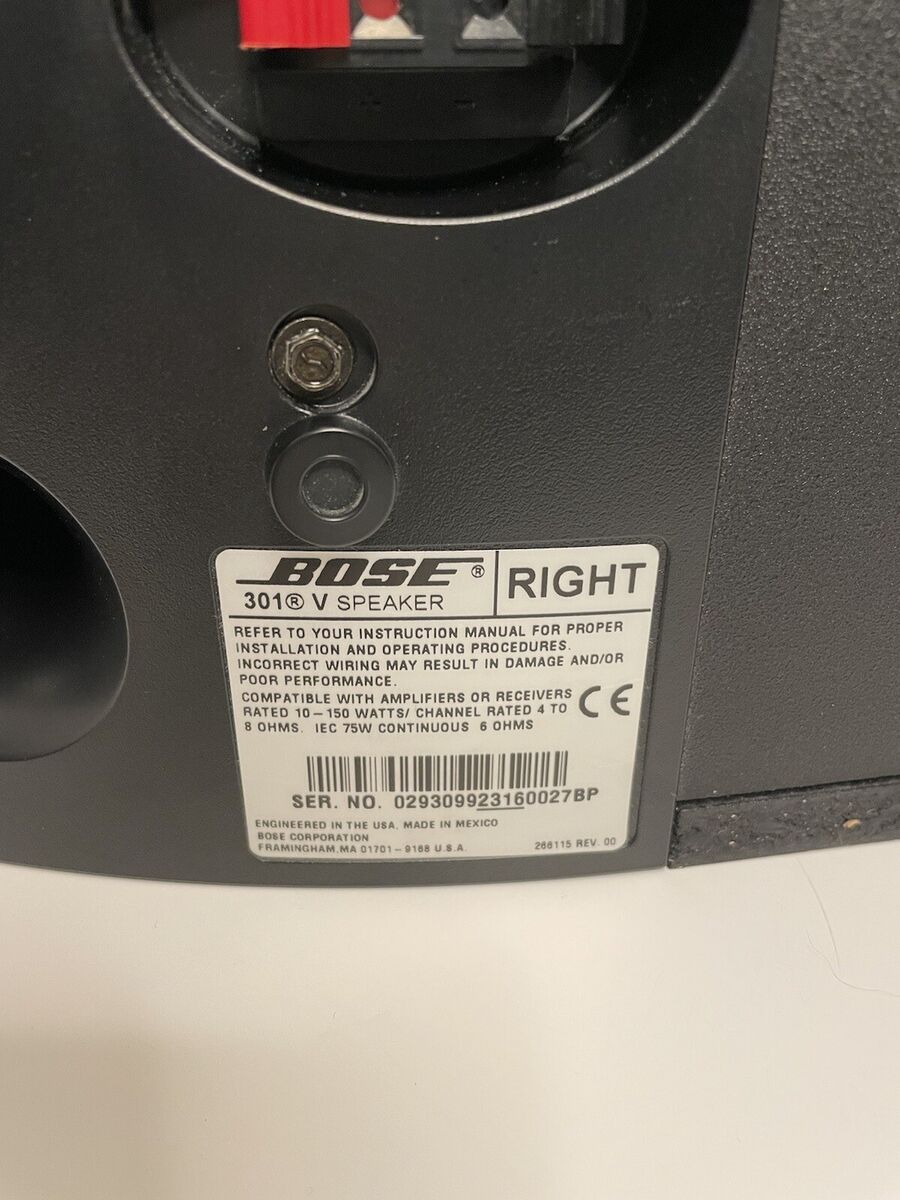 + −
BOSE®
301® V SPEAKER
RIGHT
REFER TO YOUR INSTRUCTION MANUAL FOR PROPER
INSTALLATION AND OPERATING PROCEDURES.
INCORRECT WIRING MAY RESULT IN DAMAGE AND/OR
POOR PERFORMANCE.
COMPATIBLE WITH AMPLIFIERS OR RECEIVERS
RATED 10–150 WATTS/ CHANNEL RATED 4 TO
8 OHMS. IEC 75W CONTINUOUS 6 OHMS
CE
SER. NO. 029309923160027BP
ENGINEERED IN THE USA, MADE IN MEXICO
BOSE CORPORATION
FRAMINGHAM,MA 01701–9168 U.S.A.
266115 REV. 00